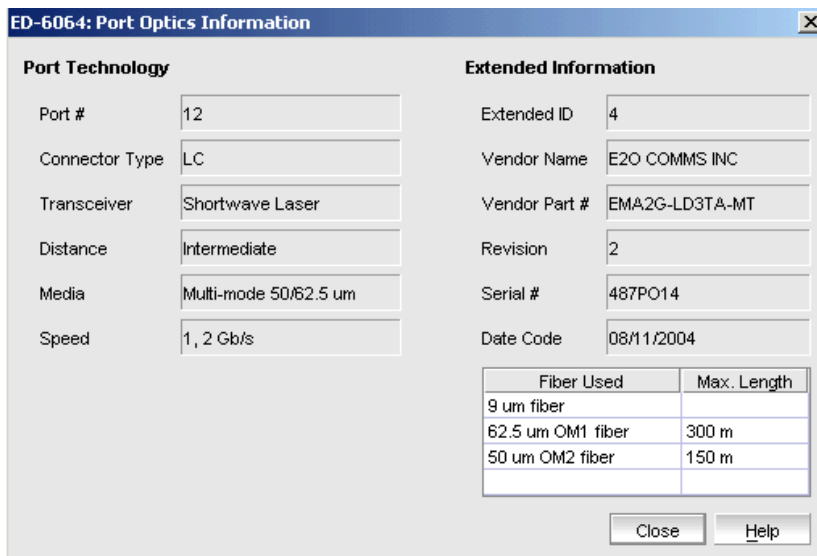 ED-6064: Port Optics Information
Port Technology
Port # 12
Connector Type LC
Transceiver Shortwave Laser
Distance Intermediate
Media Multi-mode 50/62.5 um
Speed 1, 2 Gb/s
Extended Information
Extended ID 4
Vendor Name E2O COMMS INC
Vendor Part # EMA2G-LD3TA-MT
Revision 2
Serial # 487PO14
Date Code 08/11/2004
Fiber Used Max. Length
9 um fiber
62.5 um OM1 fiber 300 m
50 um OM2 fiber 150 m
Close Help